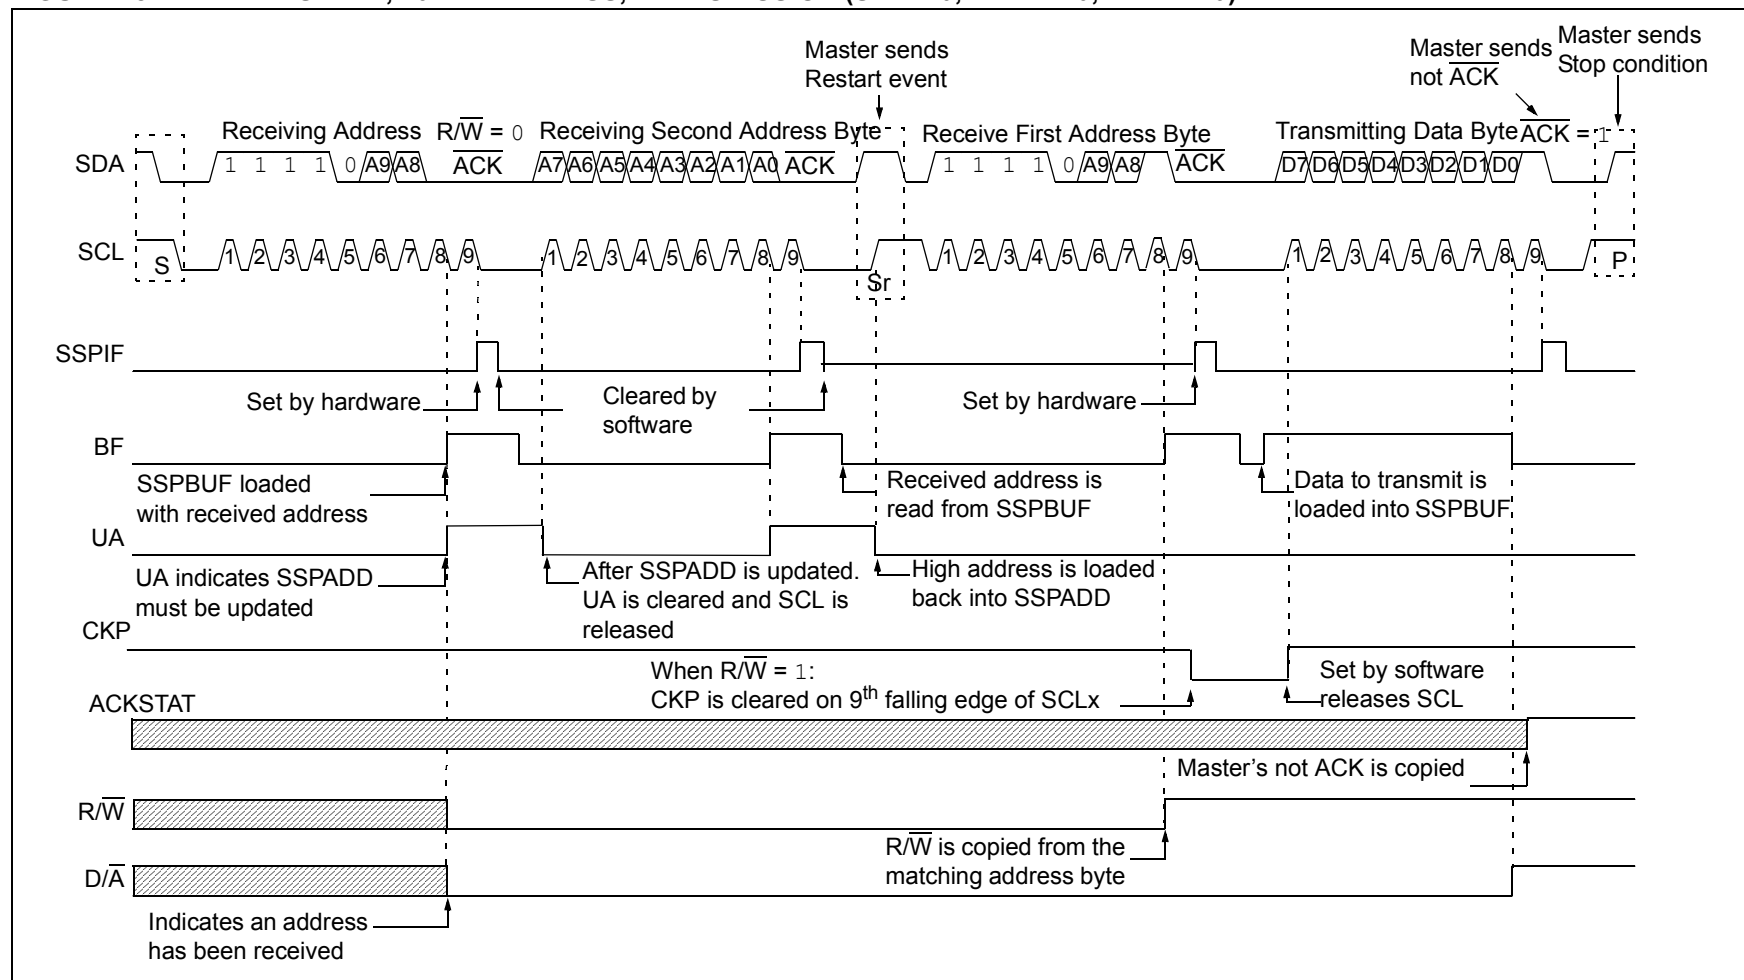 Master sends
Restart event
Master sends
not ACK
Master sends
Stop condition
Receiving Address R/W = 0 Receiving Second Address Byte Receive First Address Byte Transmitting Data Byte ACK = 1
SDA 1 1 1 1 0 A9 A8 ACK A7 A6 A5 A4 A3 A2 A1 A0 ACK 1 1 1 1 0 A9 A8 ACK D7 D6 D5 D4 D3 D2 D1 D0
SCL S 1 2 3 4 5 6 7 8 9 1 2 3 4 5 6 7 8 9 Sr 1 2 3 4 5 6 7 8 9 1 2 3 4 5 6 7 8 9 P
SSPIF
Set by hardware
Cleared by
software
Set by hardware
BF
SSPBUF loaded
with received address
Received address is
read from SSPBUF
Data to transmit is
loaded into SSPBUF
UA
UA indicates SSPADD
must be updated
After SSPADD is updated.
UA is cleared and SCL is
released
High address is loaded
back into SSPADD
CKP
When R/W = 1:
CKP is cleared on 9th falling edge of SCLx
Set by software
releases SCL
ACKSTAT
Master's not ACK is copied
R/W
R/W is copied from the
matching address byte
D/A
Indicates an address
has been received